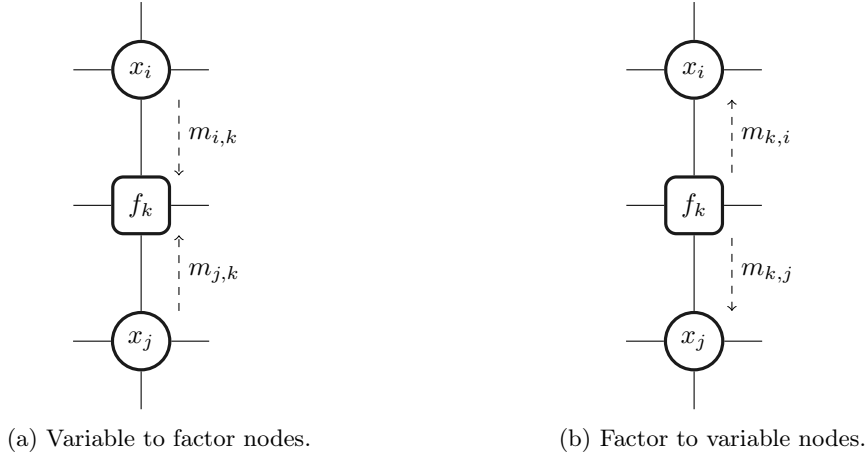 x_i
m_{i,k}
f_k
m_{j,k}
x_j
(a) Variable to factor nodes.
x_i
m_{k,i}
f_k
m_{k,j}
x_j
(b) Factor to variable nodes.